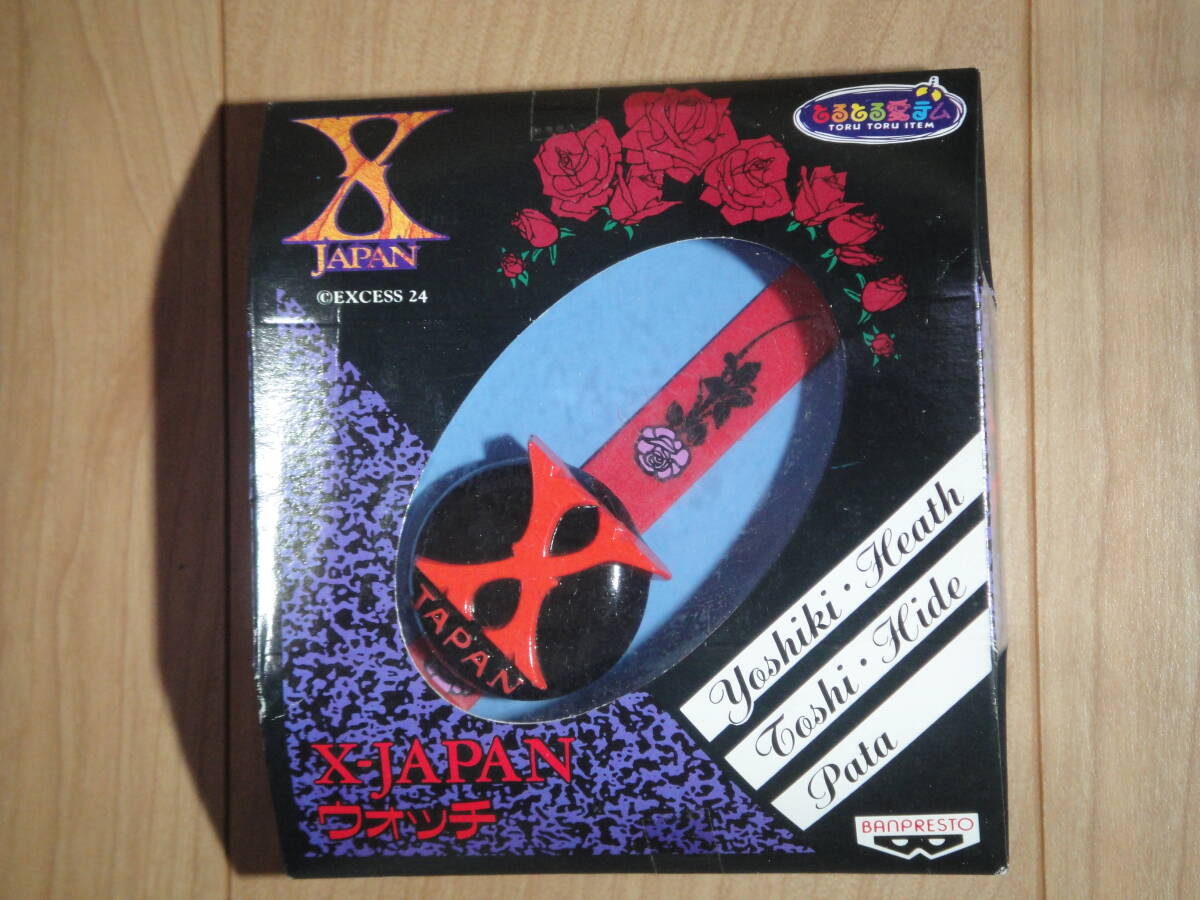 X
JAPAN
©EXCESS 24
とるとる愛テム
TORU TORU ITEM
X
JAPAN
Yoshiki・Heath
Toshi・Hide
Pata
X-JAPAN
ウォッチ
BANPRESTO